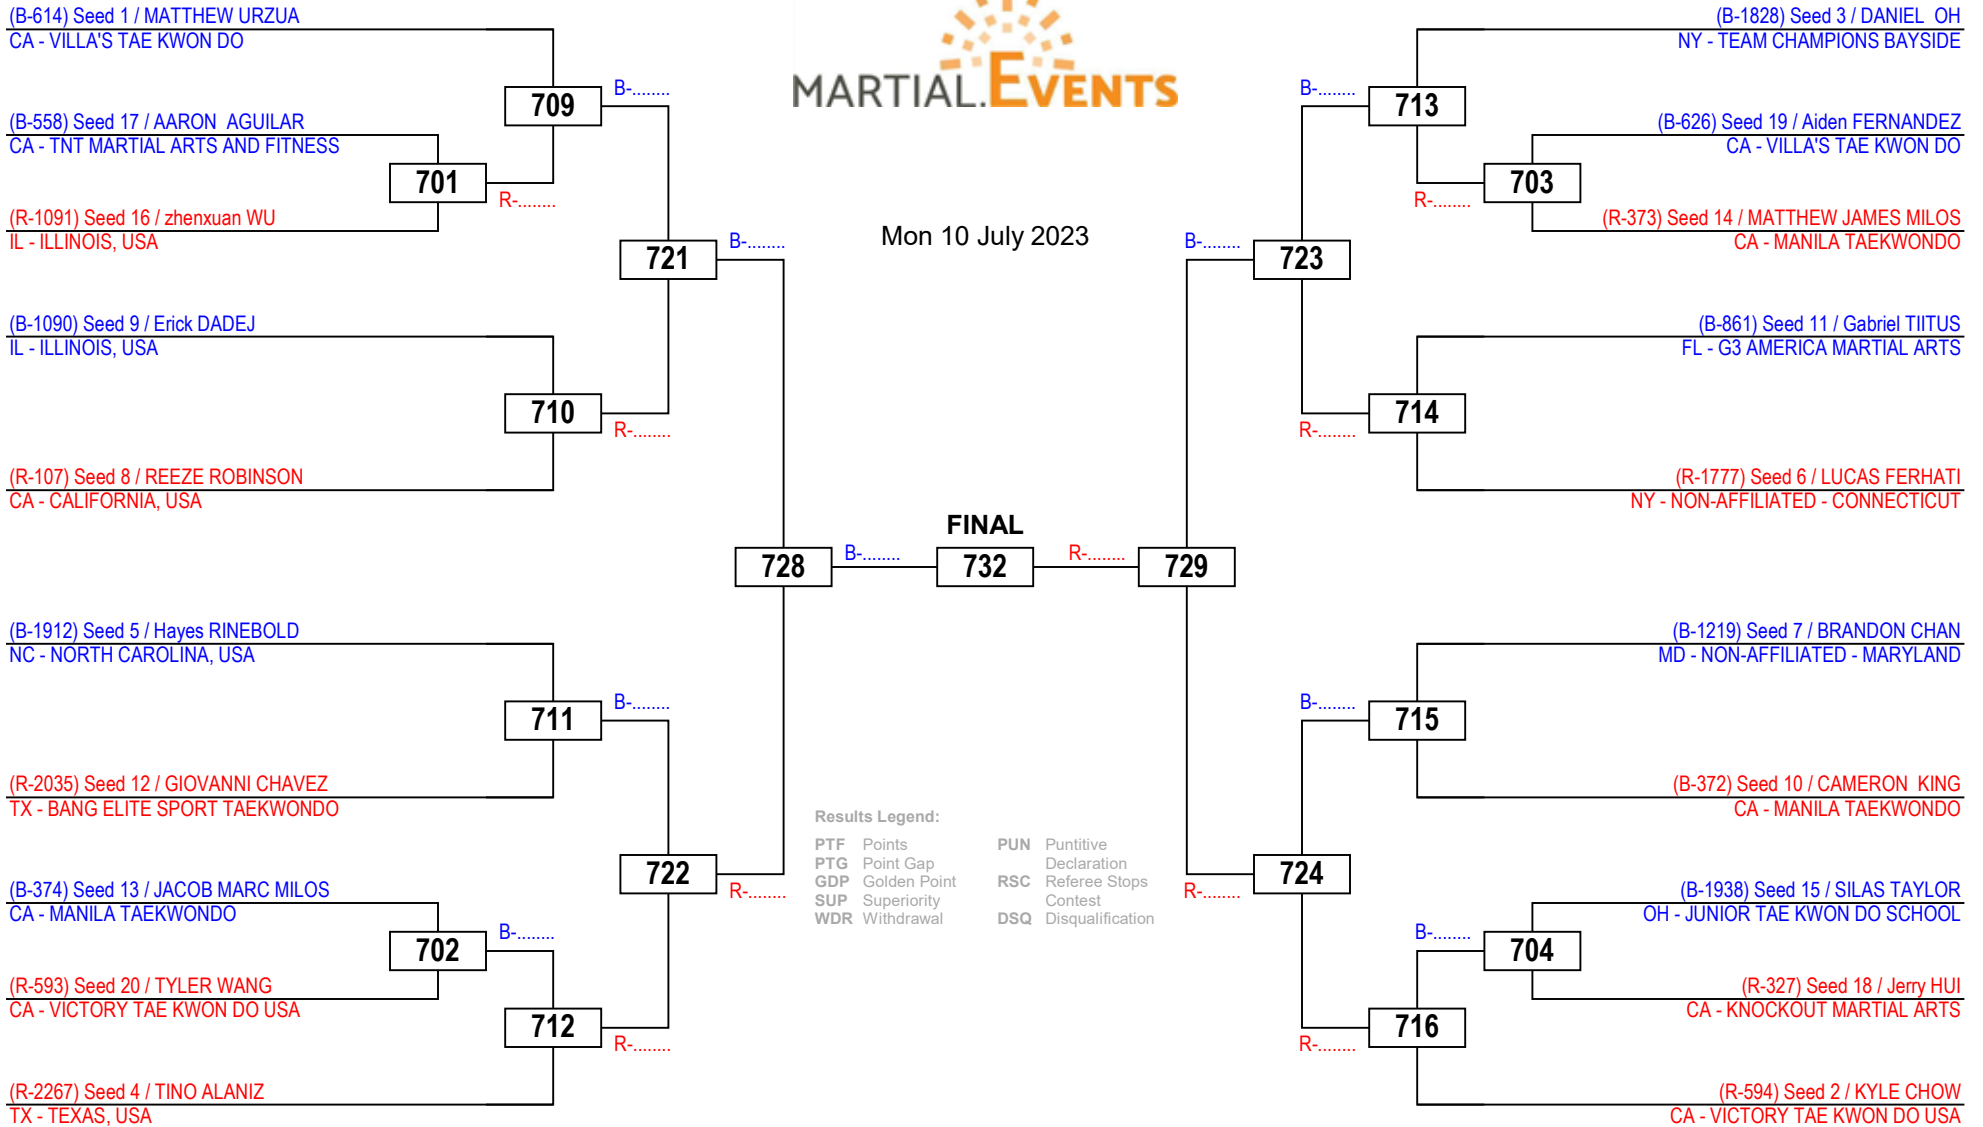 (B-614) Seed 1 / MATTHEW URZUA
CA - VILLA'S TAE KWON DO
(B-558) Seed 17 / AARON  AGUILAR
CA - TNT MARTIAL ARTS AND FITNESS
(R-1091) Seed 16 / zhenxuan WU
IL - ILLINOIS, USA
(B-1090) Seed 9 / Erick DADEJ
IL - ILLINOIS, USA
(R-107) Seed 8 / REEZE ROBINSON
CA - CALIFORNIA, USA
(B-1912) Seed 5 / Hayes RINEBOLD
NC - NORTH CAROLINA, USA
(R-2035) Seed 12 / GIOVANNI CHAVEZ
TX - BANG ELITE SPORT TAEKWONDO
(B-374) Seed 13 / JACOB MARC MILOS
CA - MANILA TAEKWONDO
(R-593) Seed 20 / TYLER WANG
CA - VICTORY TAE KWON DO USA
(R-2267) Seed 4 / TINO ALANIZ
TX - TEXAS, USA
701
R-........
702
B-........
709
B-........
710
R-........
711
B-........
712
R-........
721
B-........
722
R-........
728
B-........
MARTIAL.EVENTS
Mon 10 July 2023
FINAL
732
R-........
729
Results Legend:
PTF Points
PTG Point Gap
GDP Golden Point
SUP Superiority
WDR Withdrawal
PUN Puntitive
Declaration
RSC Referee Stops
Contest
DSQ Disqualification
B-........
723
R-........
724
B-........
713
R-........
714
B-........
715
R-........
716
R-........
703
B-........
704
(B-1828) Seed 3 / DANIEL  OH
NY - TEAM CHAMPIONS BAYSIDE
(B-626) Seed 19 / Aiden FERNANDEZ
CA - VILLA'S TAE KWON DO
(R-373) Seed 14 / MATTHEW JAMES MILOS
CA - MANILA TAEKWONDO
(B-861) Seed 11 / Gabriel TIITUS
FL - G3 AMERICA MARTIAL ARTS
(R-1777) Seed 6 / LUCAS FERHATI
NY - NON-AFFILIATED - CONNECTICUT
(B-1219) Seed 7 / BRANDON CHAN
MD - NON-AFFILIATED - MARYLAND
(B-372) Seed 10 / CAMERON  KING
CA - MANILA TAEKWONDO
(B-1938) Seed 15 / SILAS TAYLOR
OH - JUNIOR TAE KWON DO SCHOOL
(R-327) Seed 18 / Jerry HUI
CA - KNOCKOUT MARTIAL ARTS
(R-594) Seed 2 / KYLE CHOW
CA - VICTORY TAE KWON DO USA